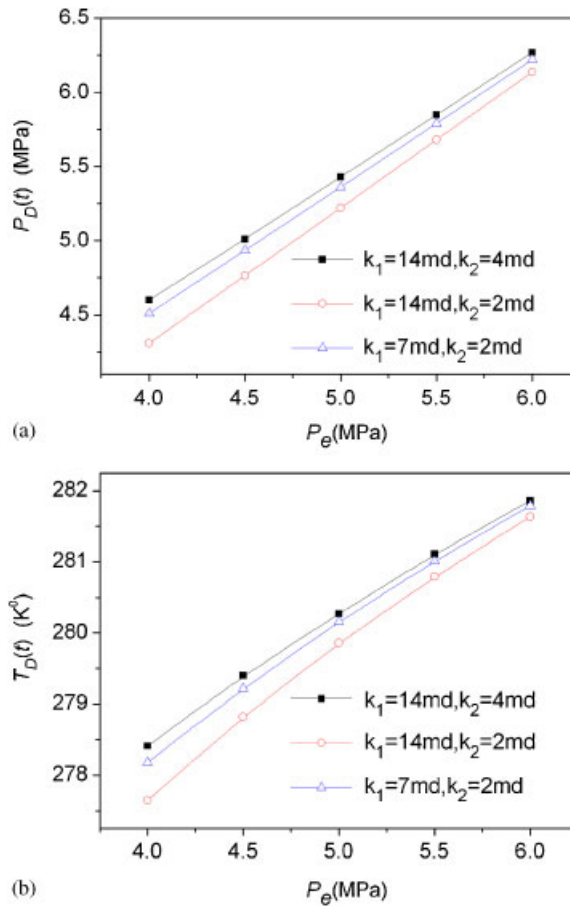 6.5
6.0
5.5
5.0
4.5
P_D(t) (MPa)
k₁=14md,k₂=4md
k₁=14md,k₂=2md
k₁=7md,k₂=2md
4.0 4.5 5.0 5.5 6.0
(a)
P_e(MPa)
282
281
280
279
278
T_D(t) (K⁰)
k₁=14md,k₂=4md
k₁=14md,k₂=2md
k₁=7md,k₂=2md
4.0 4.5 5.0 5.5 6.0
(b)
P_e(MPa)